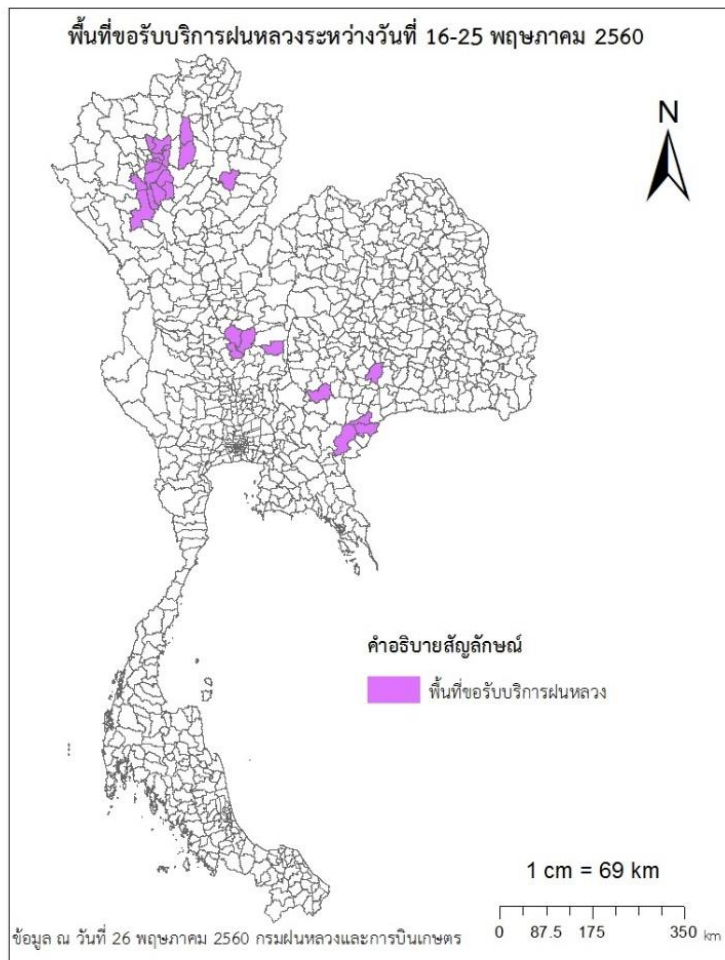 พื้นที่ขอรับบริการฝนหลวงระหว่างวันที่ 16-25 พฤษภาคม 2560
N
คำอธิบายสัญลักษณ์
พื้นที่ขอรับบริการฝนหลวง
1 cm = 69 km
0 87.5 175 350 km
ข้อมูล ณ วันที่ 26 พฤษภาคม 2560 กรมฝนหลวงและการบินเกษตร